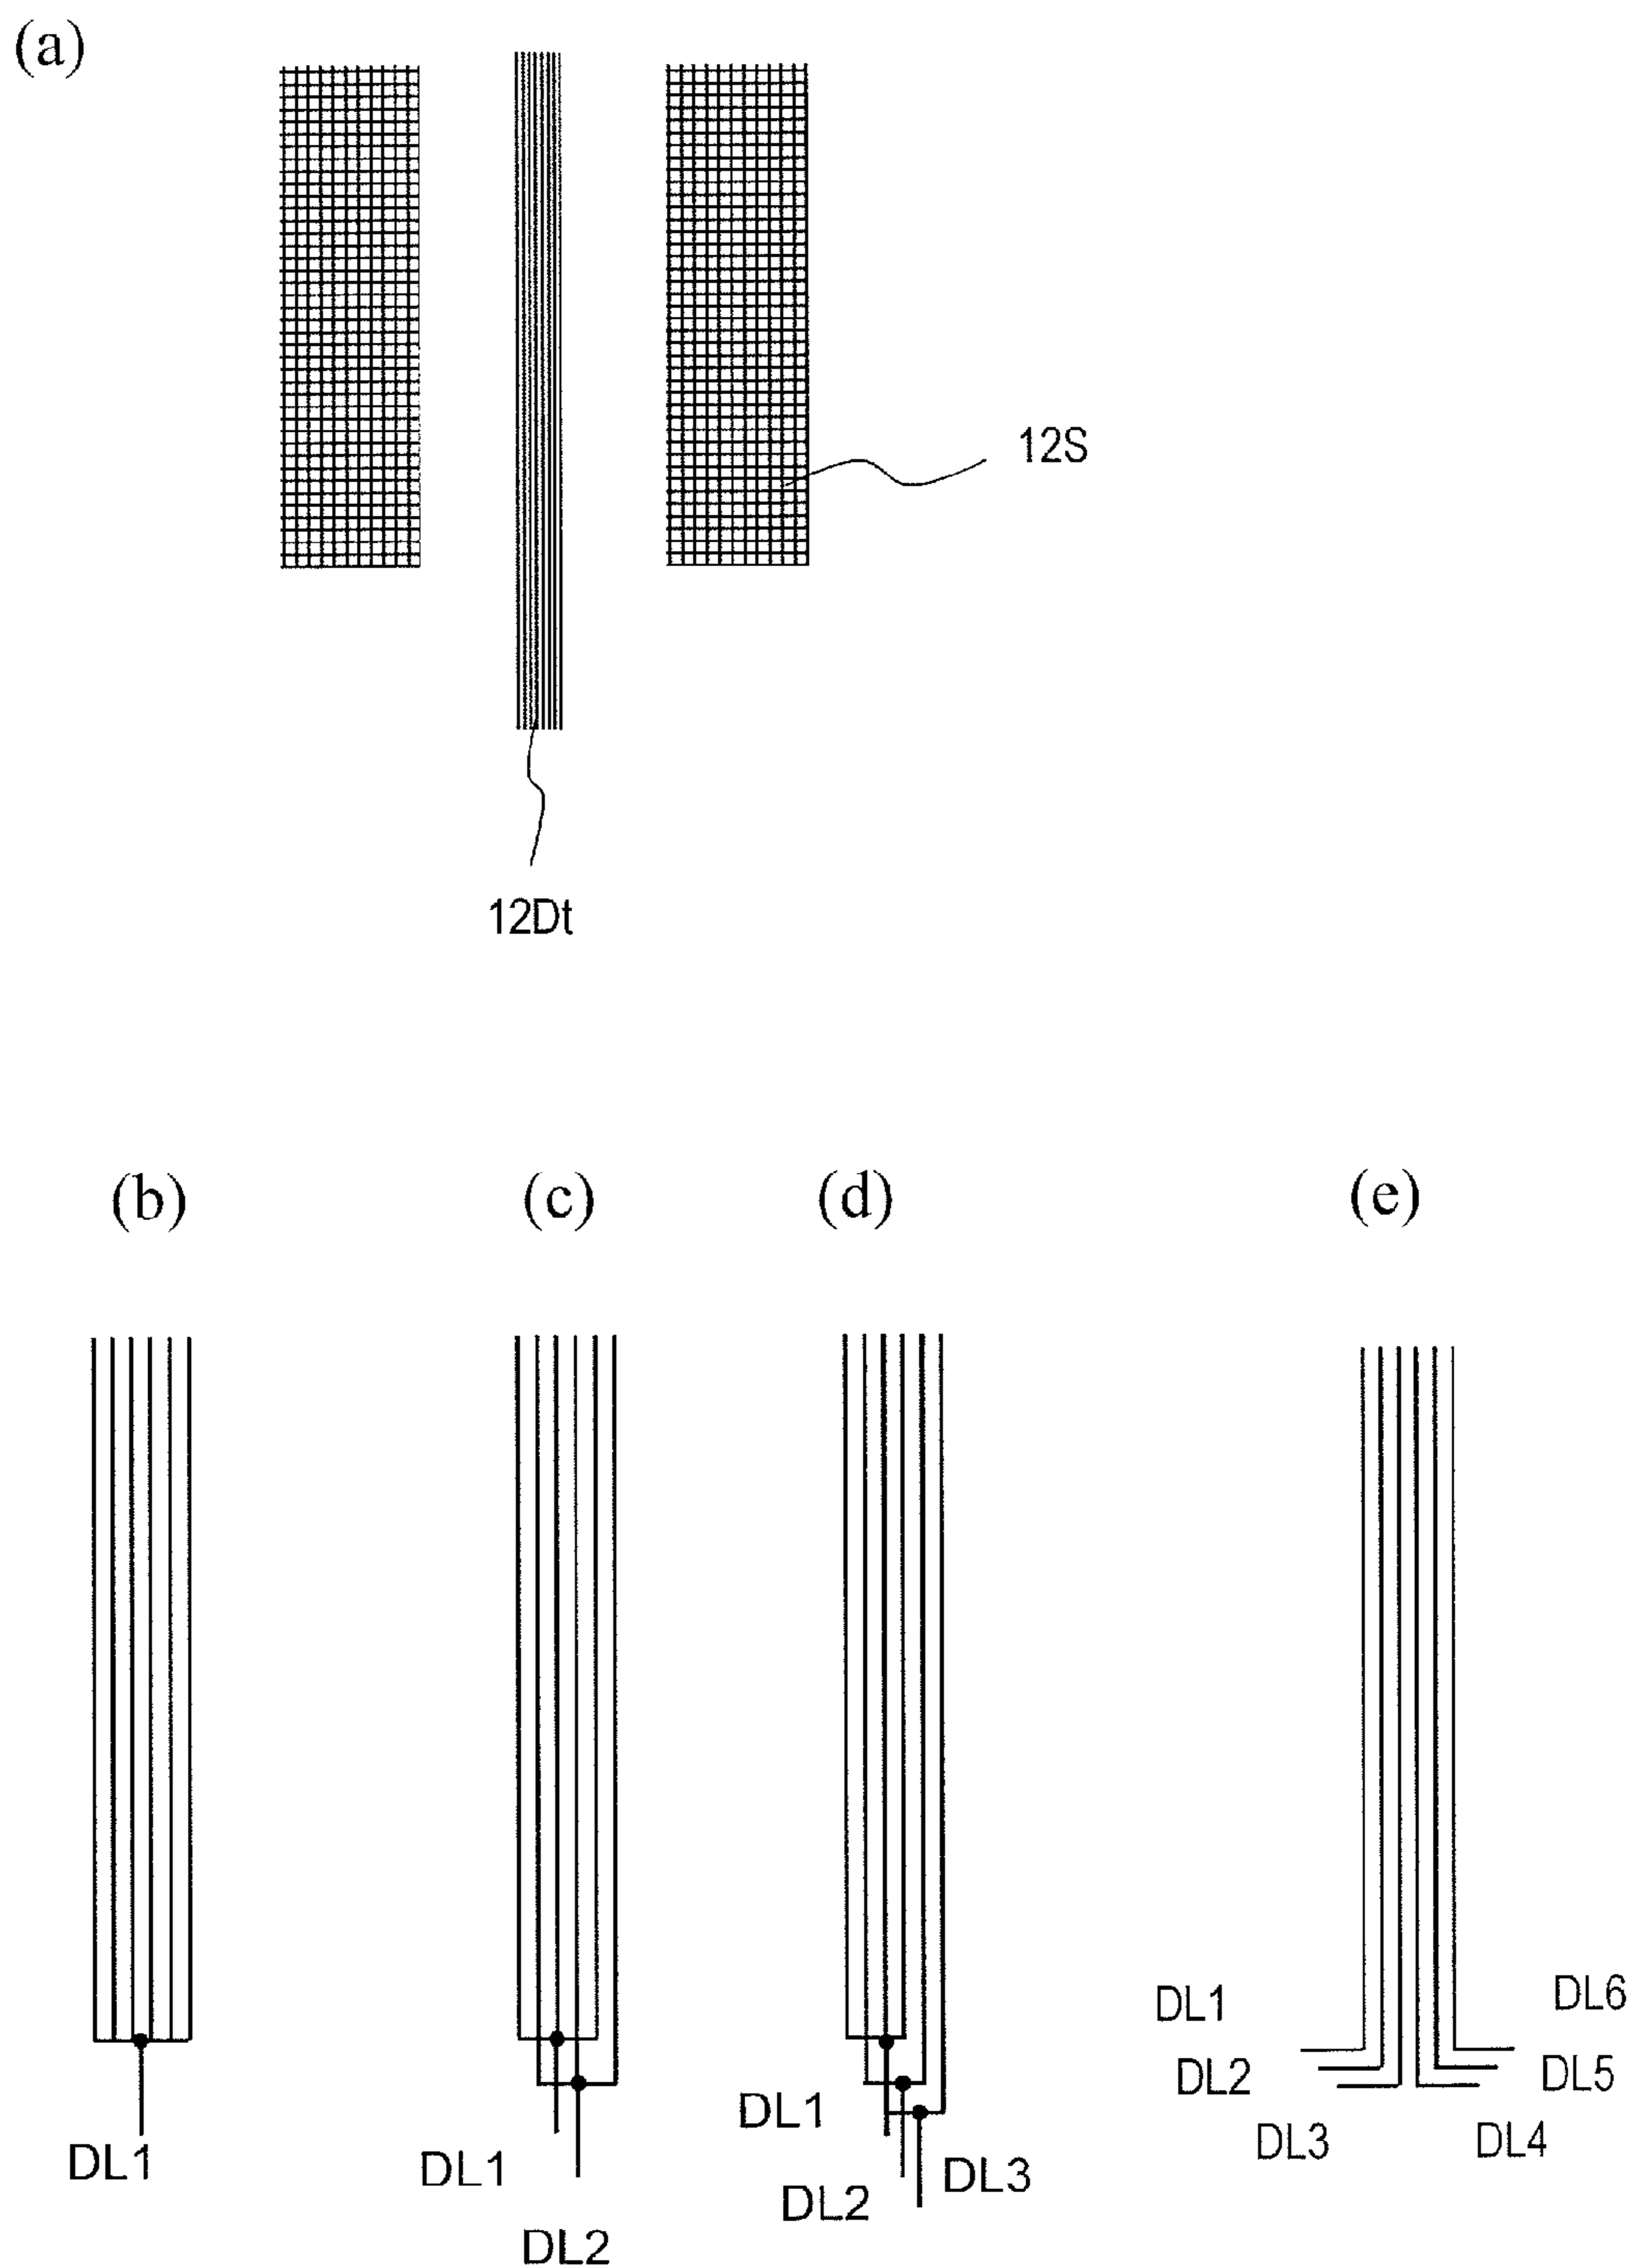 (a)
12S
12Dt
(b) (c) (d) (e)
DL1
DL1
DL2
DL1
DL2
DL3
DL1
DL2
DL3
DL6
DL5
DL4